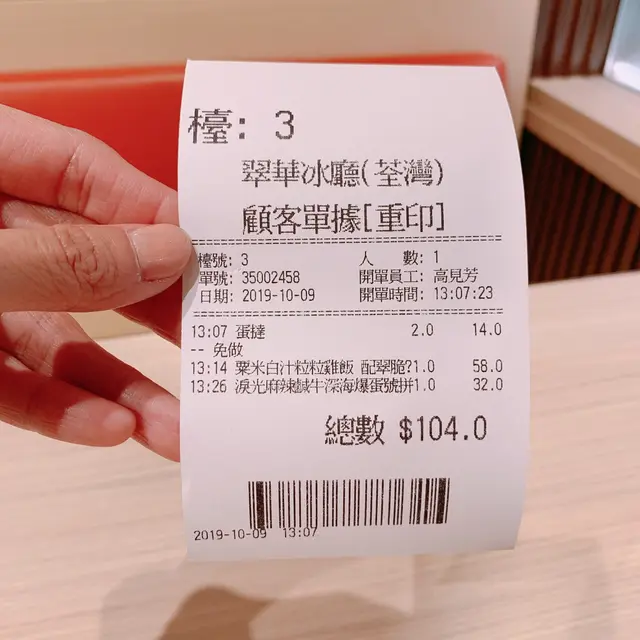 檯: 3
翠華冰廳(荃灣)
顧客單據[重印]
檯號: 3 人 數: 1
單號: 35002458 開單員工: 高見芳
日期: 2019-10-09 開單時間: 13:07:23
13:07 蛋撻 2.0 14.0
-- 免做
13:14 粟米白汁粒粒雞飯 配翠脆?1.0 58.0
13:26 淚光麻辣鹹牛深海爆蛋號拼1.0 32.0
總數 $104.0
2019-10-09 13:07